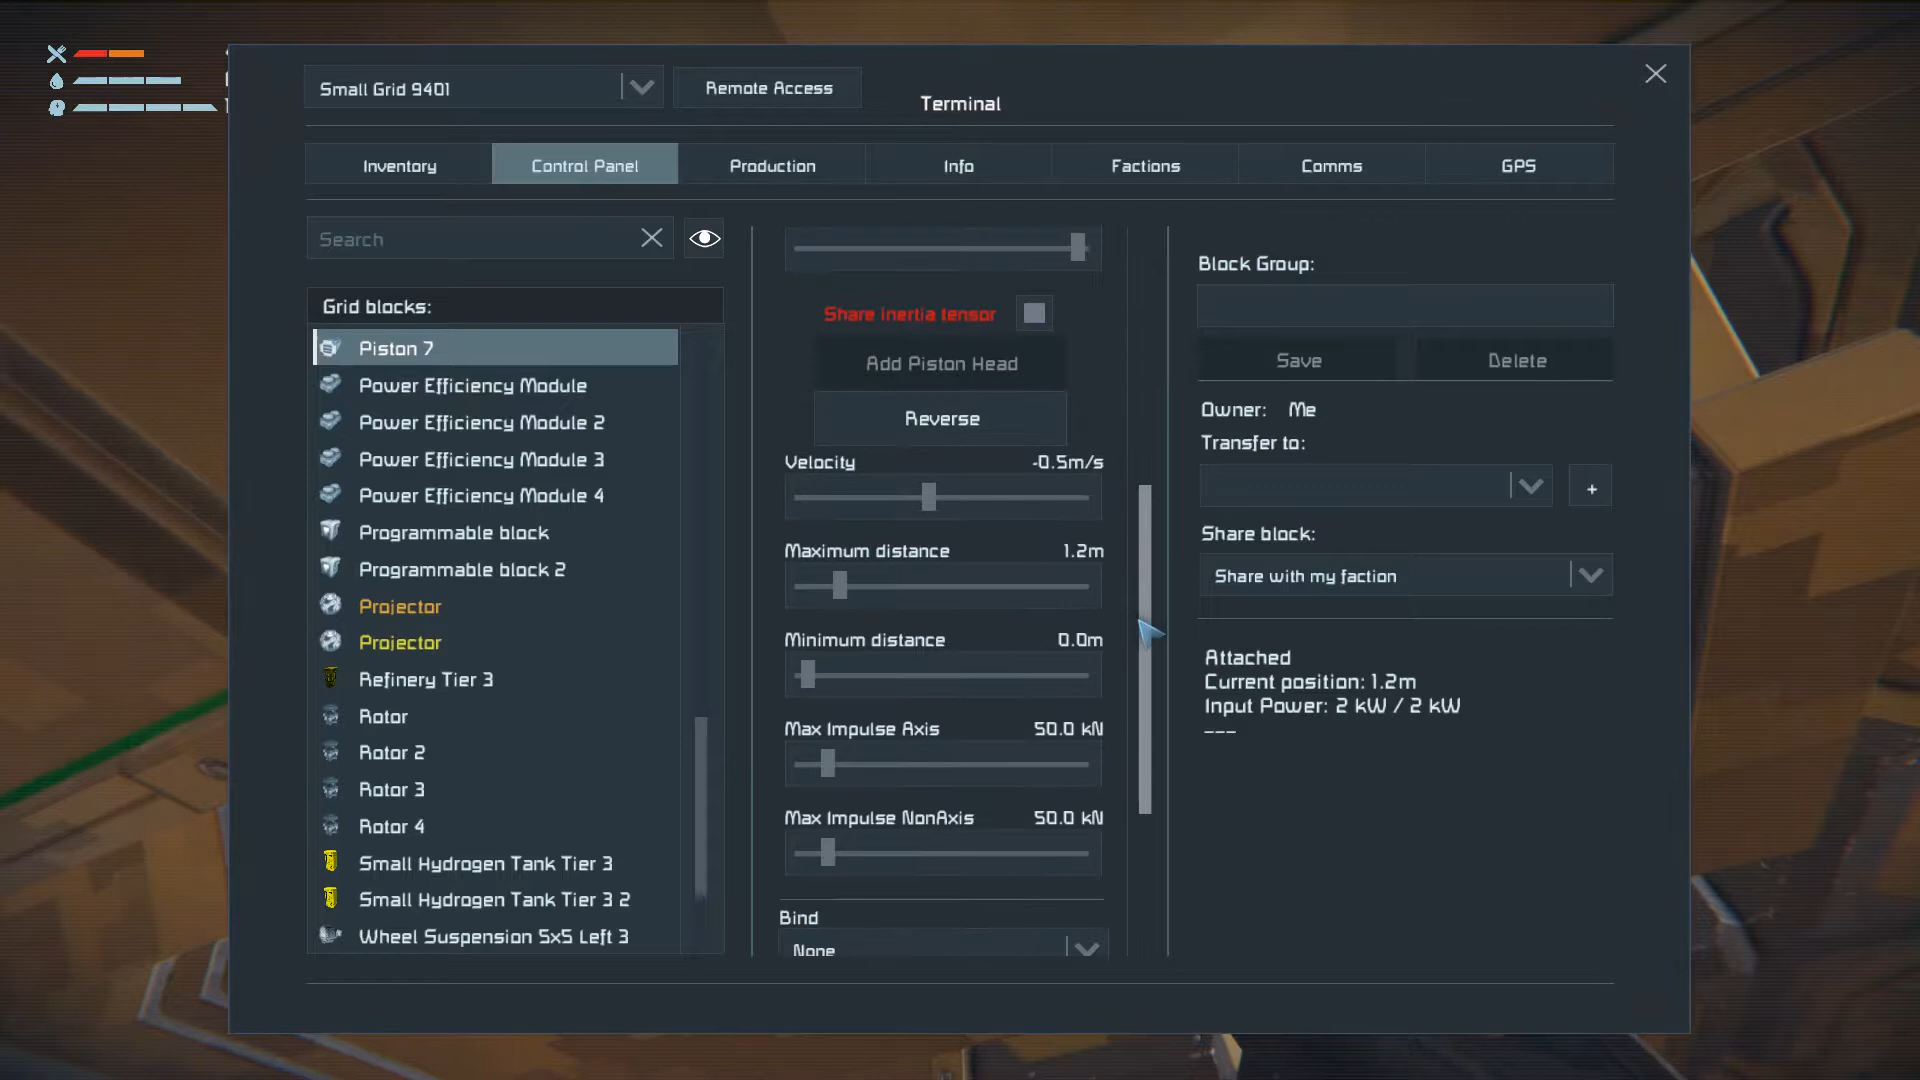 Small Grid 9401
Remote Access
Terminal
Inventory
Control Panel
Production
Info
Factions
Comms
GPS
Search
Grid blocks:
Piston 7
Power Efficiency Module
Power Efficiency Module 2
Power Efficiency Module 3
Power Efficiency Module 4
Programmable block
Programmable block 2
Projector
Projector
Refinery Tier 3
Rotor
Rotor 2
Rotor 3
Rotor 4
Small Hydrogen Tank Tier 3
Small Hydrogen Tank Tier 3 2
Wheel Suspension 5x5 Left 3
Share inertia tensor
Add Piston Head
Reverse
Velocity -0.5m/s
Maximum distance 1.2m
Minimum distance 0.0m
Max Impulse Axis 50.0 kN
Max Impulse NonAxis 50.0 kN
Bind
None
Block Group:
Save
Delete
Owner: Me
Transfer to:
+
Share block:
Share with my faction
Attached
Current position: 1.2m
Input Power: 2 kW / 2 kW
---